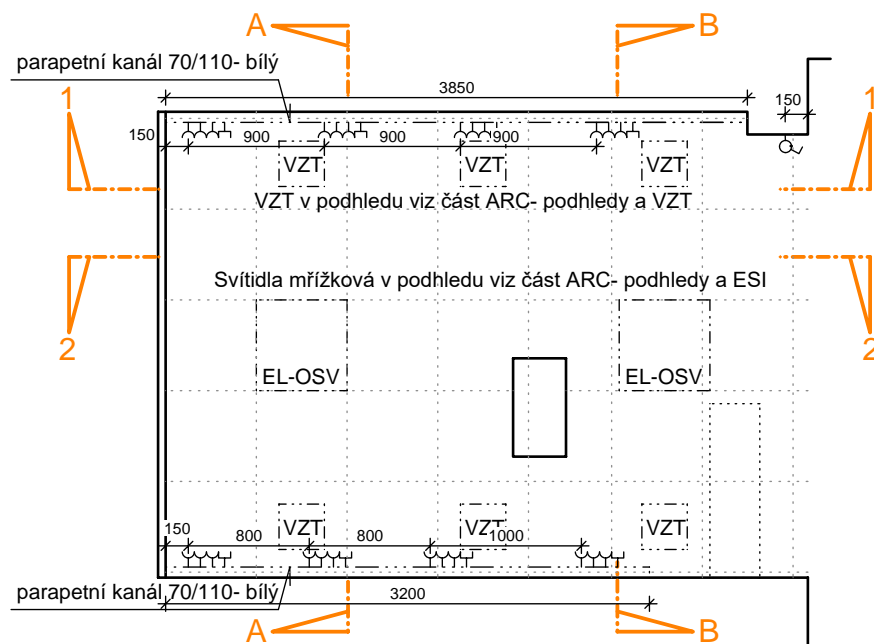 A
B
parapetní kanál 70/110- bílý
3850
1
150
1
150
900
900
900
VZT
VZT
VZT
VZT v podhledu viz část ARC- podhledy a VZT
Svítidla mřížková v podhledu viz část ARC- podhledy a ESI
2
2
EL-OSV
EL-OSV
150
800
800
1000
VZT
VZT
VZT
parapetní kanál 70/110- bílý
3200
A
B